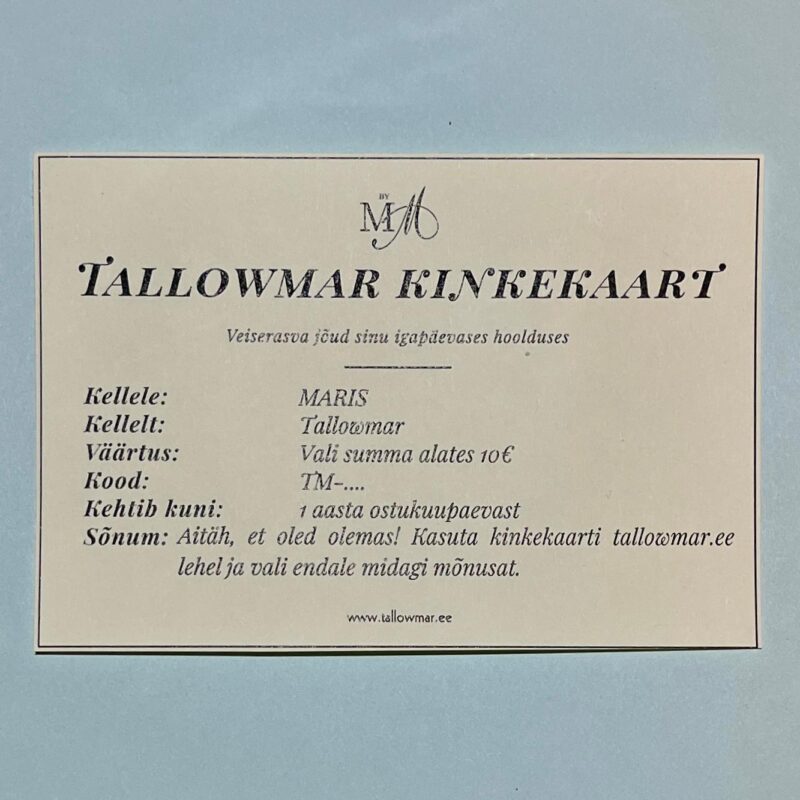 BY
MM
TALLOWMAR KINKEKAART
Veiserasva jõud sinu igapäevases hoolduses
Kellele: MARIS
Kellelt: Tallowmar
Väärtus: Vali summa alates 10€
Kood: TM-....
Kehtib kuni: 1 aasta ostukuupaevast
Sõnum: Aitäh, et oled olemas! Kasuta kinkekaarti tallowmar.ee
lehel ja vali endale midagi mõnusat.
www.tallowmar.ee